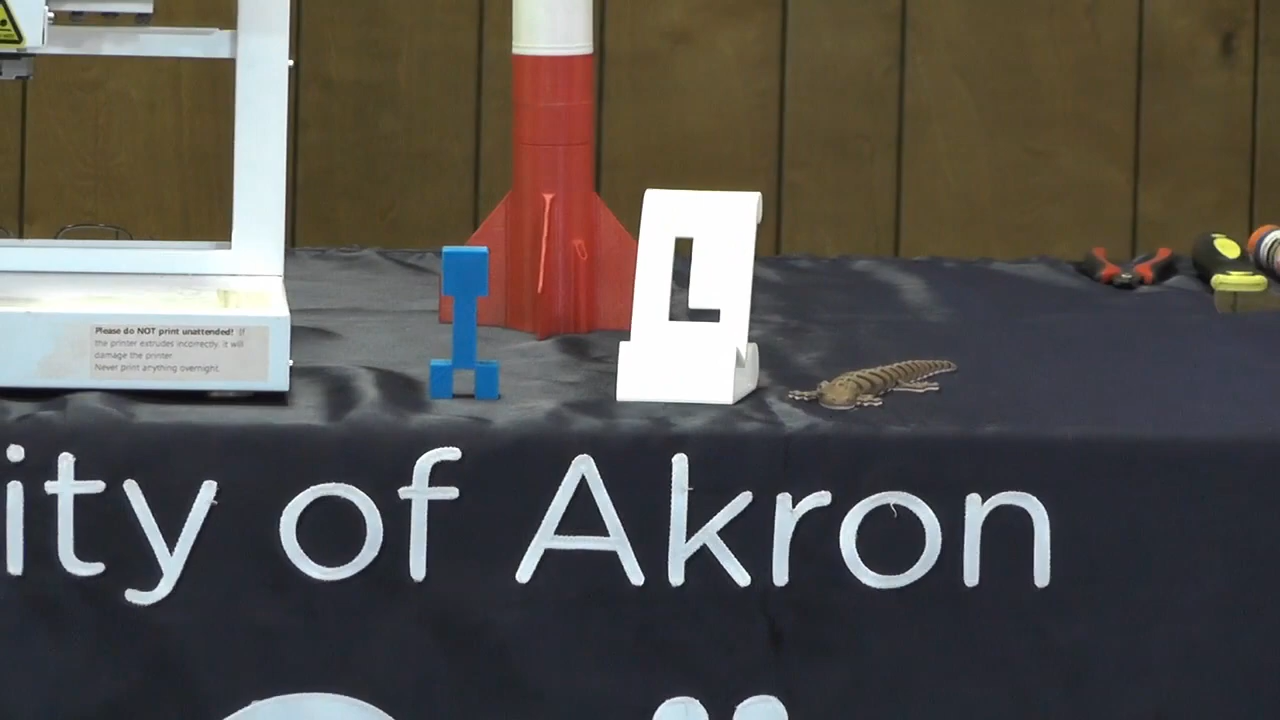 Please do NOT print unattended! If
the printer extrudes incorrectly, it will
damage the printer.
Never print anything overnight.
L
ity of Akron